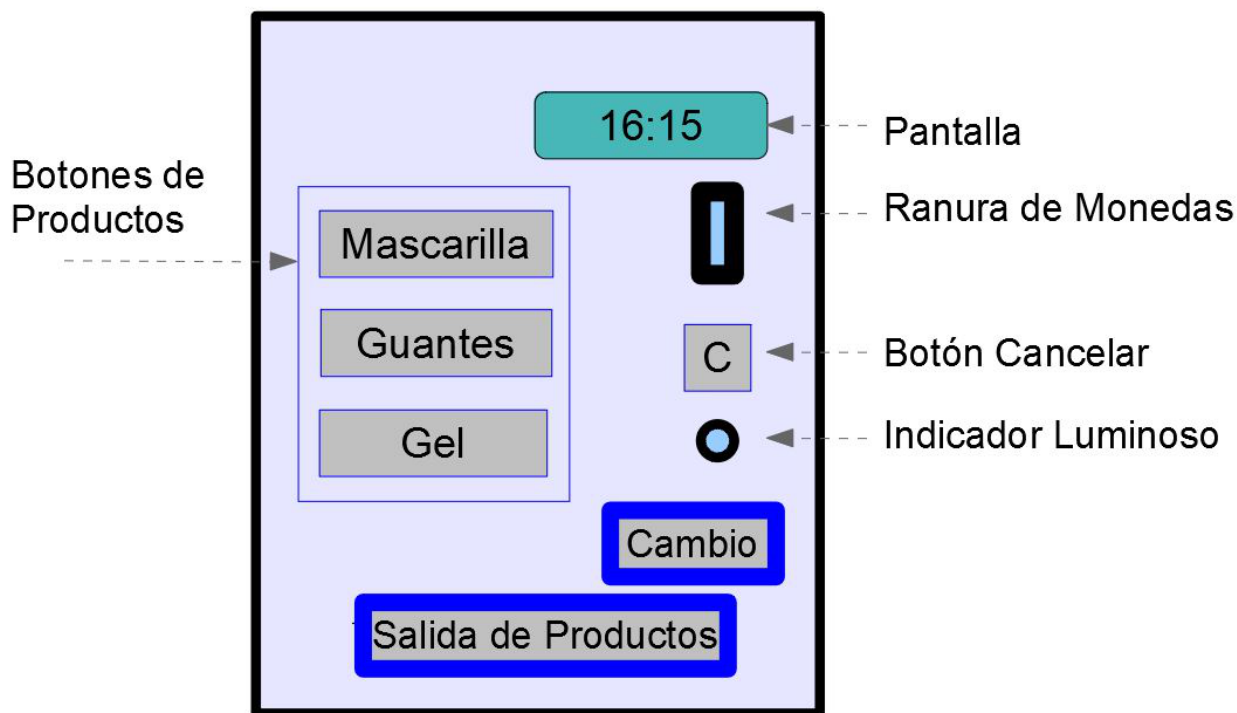 16:15
Pantalla
Botones de
Productos
Ranura de Monedas
Mascarilla
Guantes
C
Botón Cancelar
Gel
Indicador Luminoso
Cambio
Salida de Productos